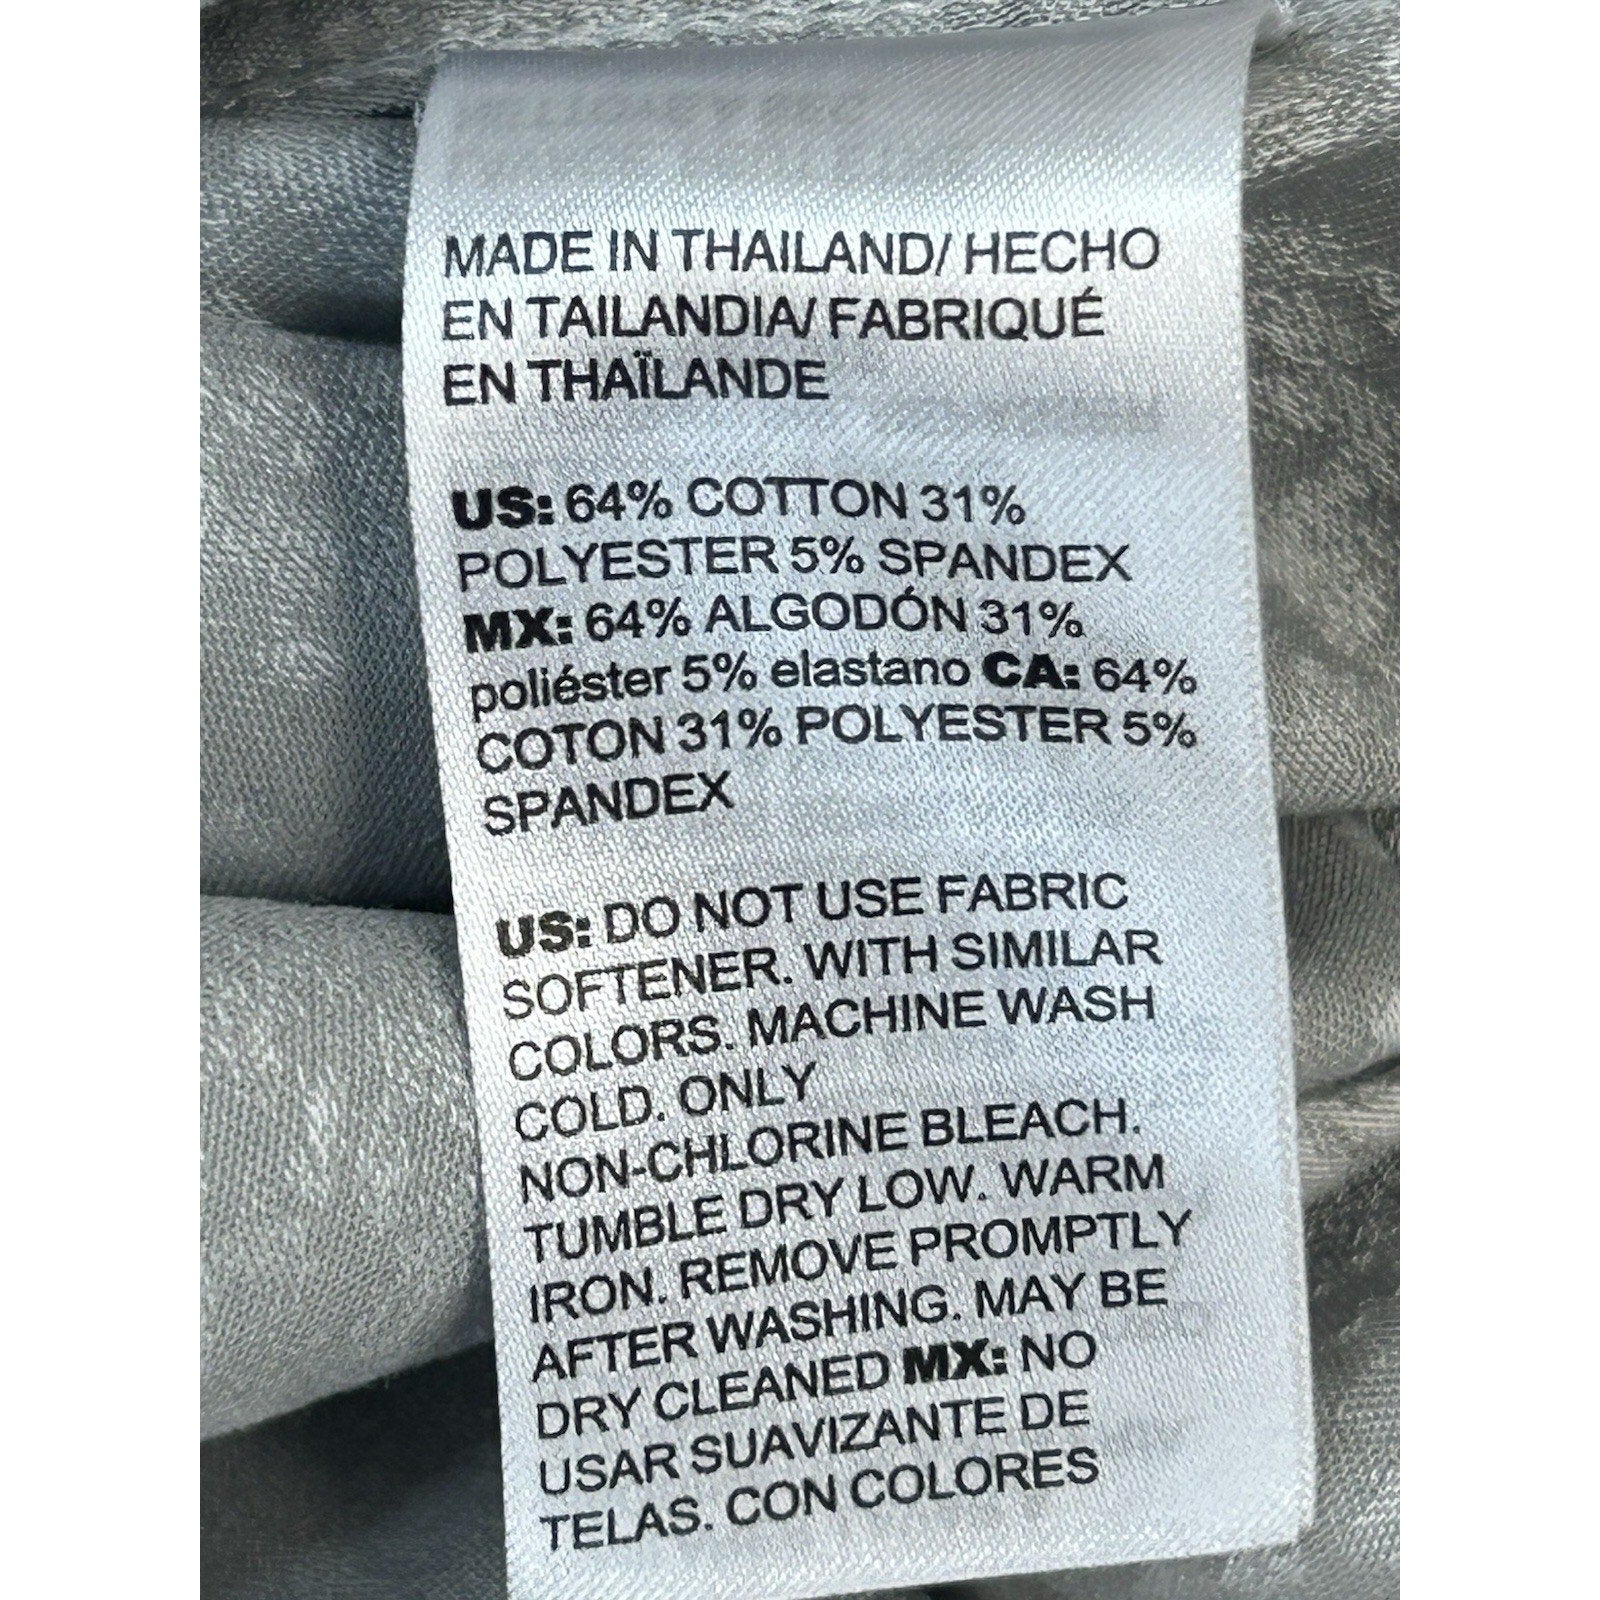 MADE IN THAILAND/ HECHO
EN TAILANDIA/ FABRIQUÉ
EN THAÏLANDE
US: 64% COTTON 31%
POLYESTER 5% SPANDEX
MX: 64% ALGODÓN 31%
poliéster 5% elastano CA: 64%
COTON 31% POLYESTER 5%
SPANDEX
US: DO NOT USE FABRIC
SOFTENER. WITH SIMILAR
COLORS. MACHINE WASH
COLD. ONLY
NON-CHLORINE BLEACH.
TUMBLE DRY LOW. WARM
IRON. REMOVE PROMPTLY
AFTER WASHING. MAY BE
DRY CLEANED MX: NO
USAR SUAVIZANTE DE
TELAS. CON COLORES